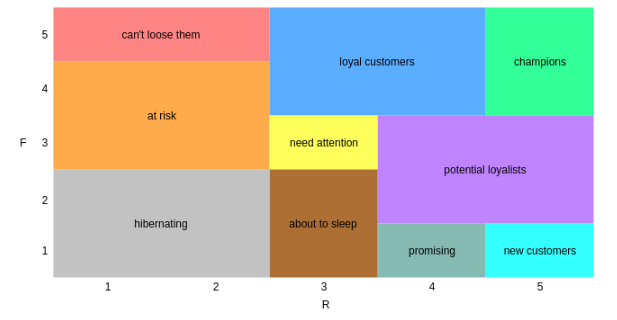 5
can't loose them
loyal customers
champions
4
at risk
F
3
need attention
potential loyalists
2
hibernating
about to sleep
1
promising
new customers
1
2
3
4
5
R